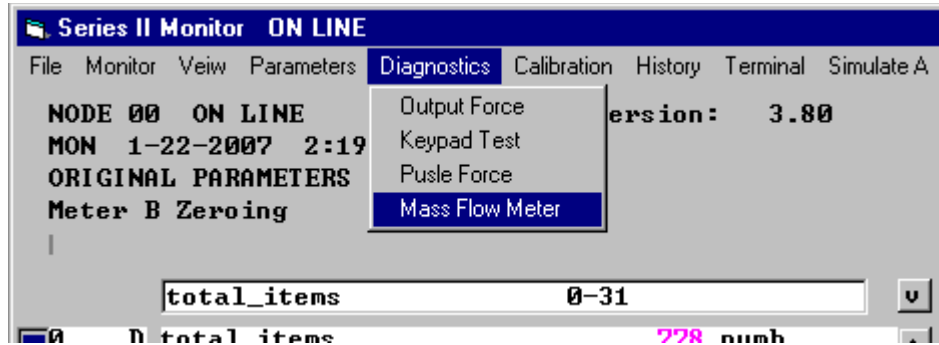 Series II Monitor ON LINE
File Monitor Veiw Parameters Diagnostics Calibration History Terminal Simulate A
Output Force
Keypad Test
Pusle Force
Mass Flow Meter
NODE 00 ON LINE ersion: 3.80
MON 1-22-2007 2:19
ORIGINAL PARAMETERS
Meter B Zeroing
total_items 0-31
v
0 D total items 228 numb